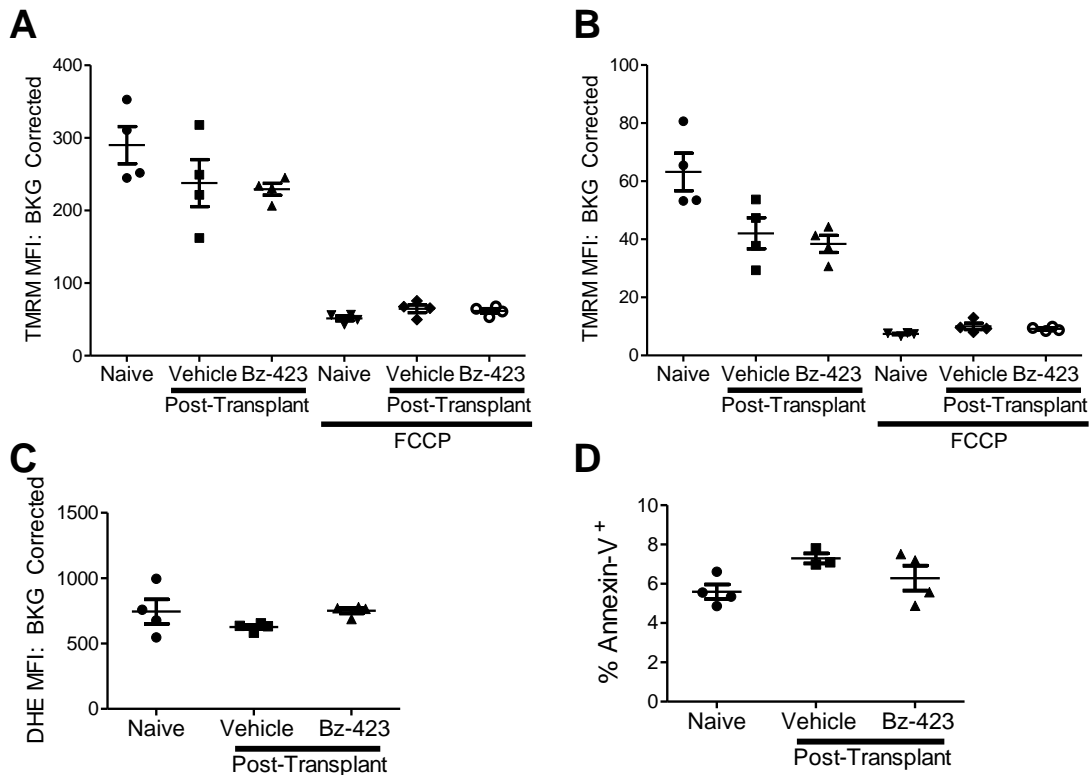 A
TMRM MFI: BKG Corrected
400
300
200
100
0
Naive Vehicle Bz-423 Naive Vehicle Bz-423
Post-Transplant Post-Transplant
FCCP
B
TMRM MFI: BKG Corrected
100
80
60
40
20
0
Naive Vehicle Bz-423 Naive Vehicle Bz-423
Post-Transplant Post-Transplant
FCCP
C
DHE MFI: BKG Corrected
1500
1000
500
0
Naive Vehicle Bz-423
Post-Transplant
D
% Annexin-V+
10
8
6
4
2
0
Naive Vehicle Bz-423
Post-Transplant